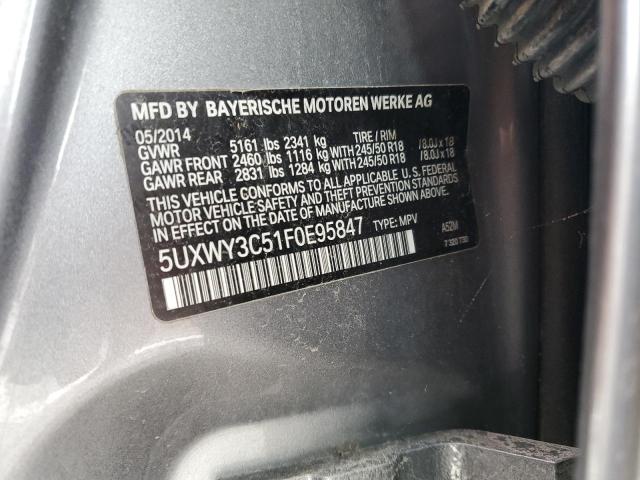 MFD BY BAYERISCHE MOTOREN WERKE AG
05/2014
GVWR 5161 lbs 2341 kg TIRE / RIM
GAWR FRONT 2460 lbs 1116 kg WITH 245/50 R18 / 8.0J x 18
GAWR REAR 2831 lbs 1284 kg WITH 245/50 R18 / 8.0J x 18
THIS VEHICLE CONFORMS TO ALL APPLICABLE U.S. FEDERAL
MOTOR VEHICLE SAFETY AND THEFT PREVENTION STANDARDS
IN EFFECT ON THE DATE OF MANUFACTURE SHOWN ABOVE.
5UXWY3C51F0E95847 TYPE: MPV A52M
7 320 730